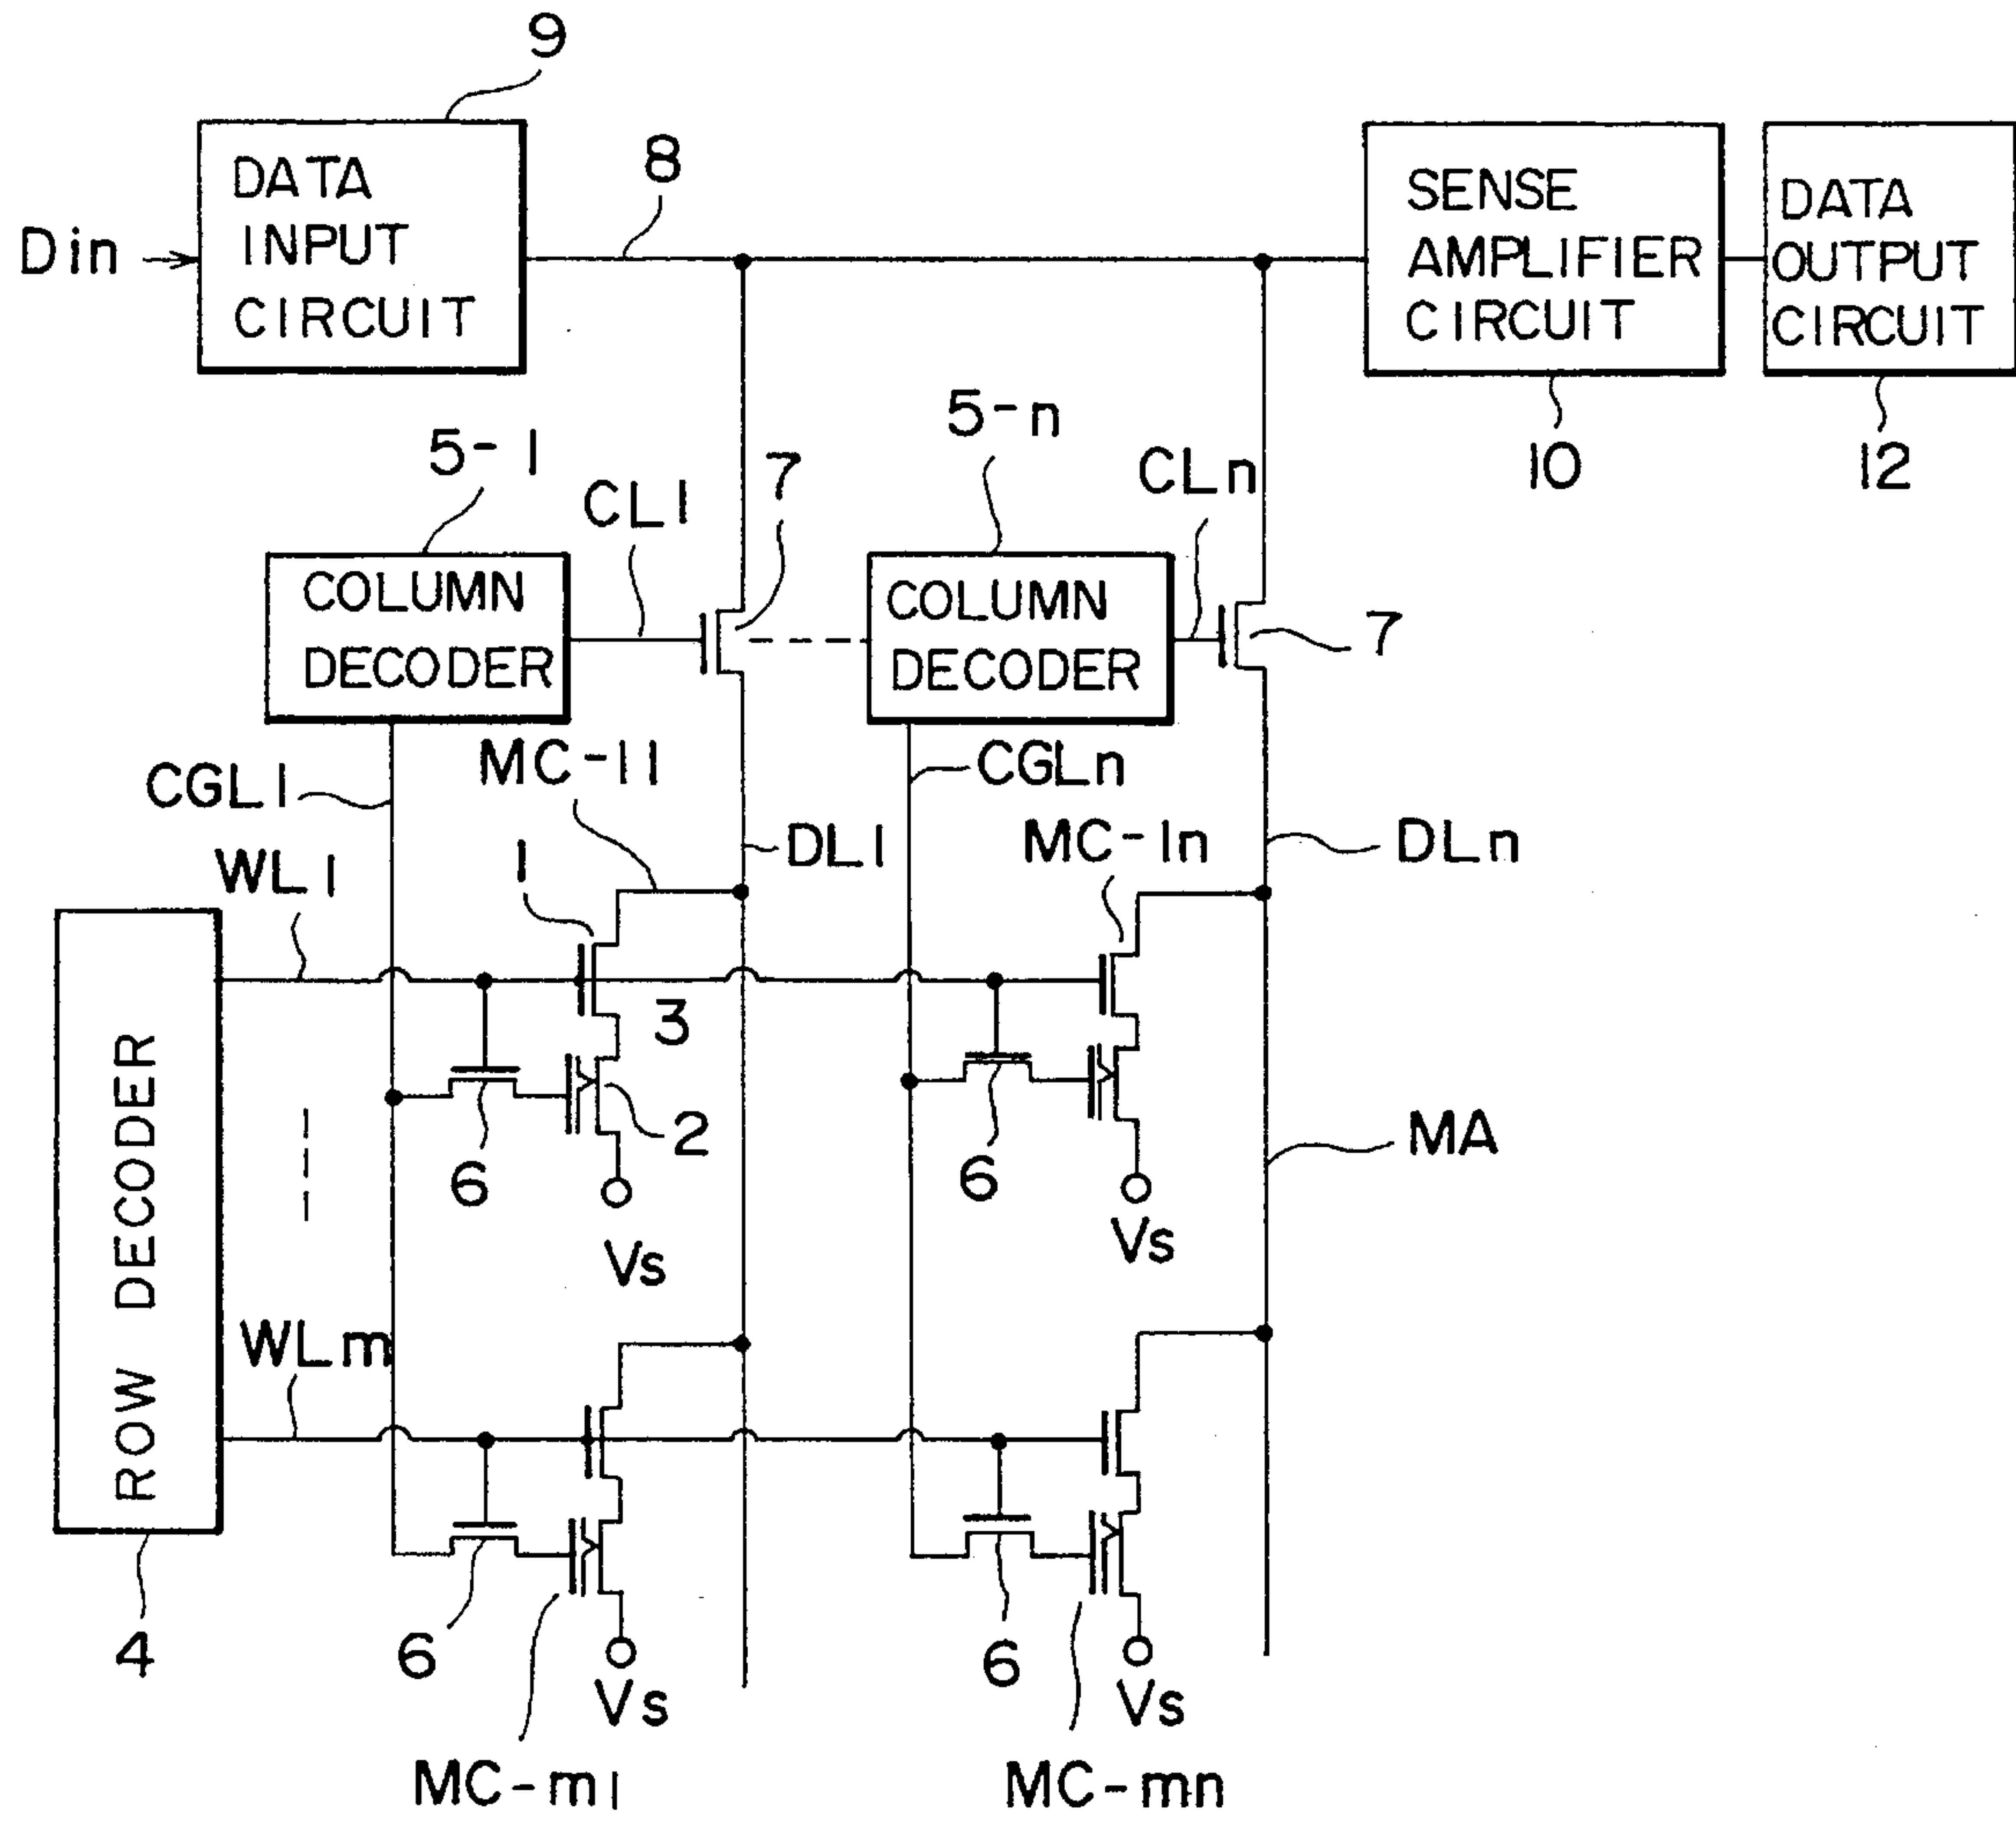 9
DATA
INPUT
CIRCUIT
Din
8
SENSE
AMPLIFIER
CIRCUIT
DATA
OUTPUT
CIRCUIT
10
12
5-1
CL1
7
5-n
CLn
7
COLUMN
DECODER
COLUMN
DECODER
CGL1
MC-11
DL1
CGLn
MC-1n
DLn
WL1
1
3
2
6
6
MA
Vs
Vs
ROW DECODER
WLm
4
6
6
Vs
Vs
MC-m1
MC-mn